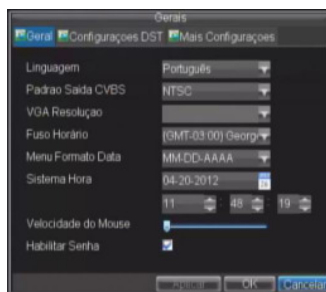 Gerais
Geral Configuraçoes DST Mais Configuraçoes
Linguagem Português
Padrao Saida CVBS NTSC
VGA Resoluçao
Fuso Horário (GMT-03:00) Georg
Menu Formato Data MM-DD-AAAA
Sistema Hora 04-20-2012
11 : 48 : 19
Velocidade do Mouse
Habilitar Senha
Aplicar OK Cancelar